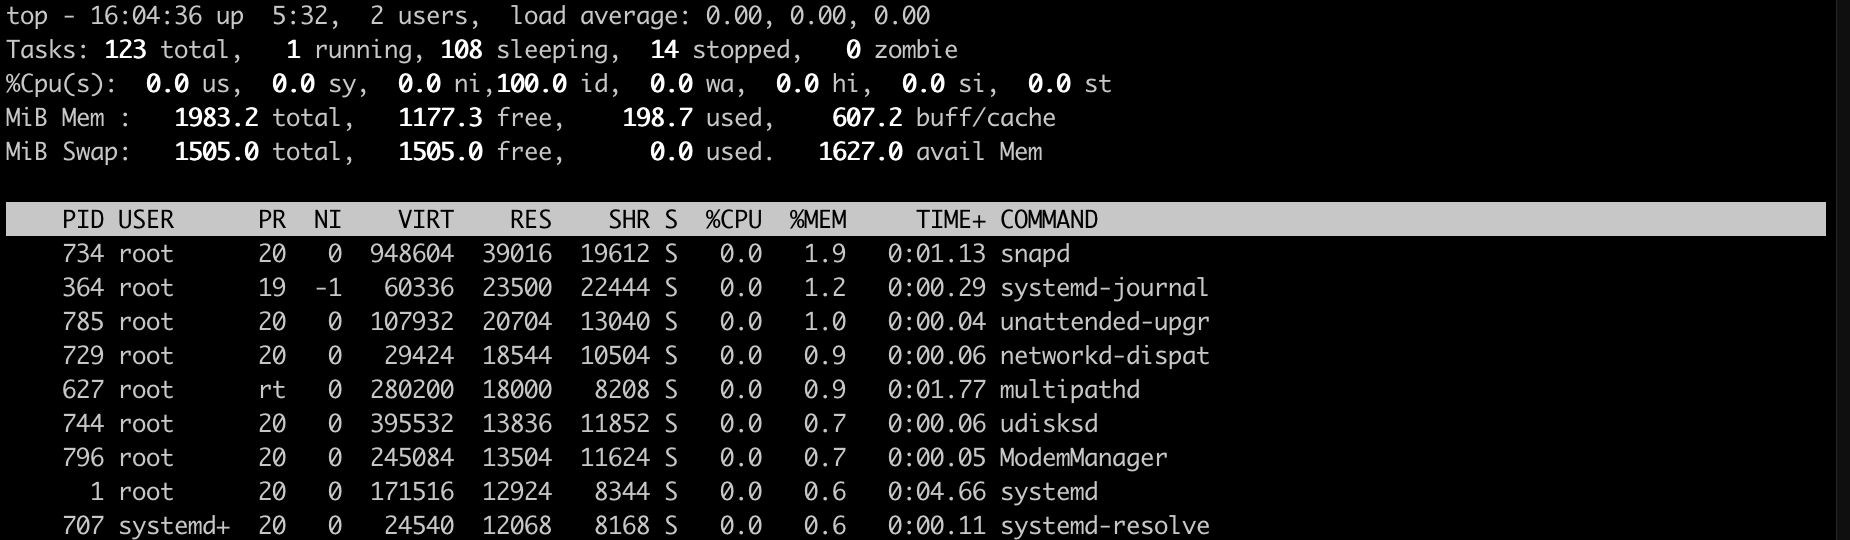 top - 16:04:36 up  5:32,  2 users,  load average: 0.00, 0.00, 0.00
Tasks: 123 total,   1 running, 108 sleeping,  14 stopped,   0 zombie
%Cpu(s):  0.0 us,  0.0 sy,  0.0 ni,100.0 id,  0.0 wa,  0.0 hi,  0.0 si,  0.0 st
MiB Mem :   1983.2 total,   1177.3 free,    198.7 used,    607.2 buff/cache
MiB Swap:   1505.0 total,   1505.0 free,      0.0 used.   1627.0 avail Mem
    PID USER      PR  NI    VIRT    RES    SHR S  %CPU  %MEM     TIME+ COMMAND
    734 root      20   0  948604  39016  19612 S   0.0   1.9   0:01.13 snapd
    364 root      19  -1   60336  23500  22444 S   0.0   1.2   0:00.29 systemd-journal
    785 root      20   0  107932  20704  13040 S   0.0   1.0   0:00.04 unattended-upgr
    729 root      20   0   29424  18544  10504 S   0.0   0.9   0:00.06 networkd-dispat
    627 root      rt   0  280200  18000   8208 S   0.0   0.9   0:01.77 multipathd
    744 root      20   0  395532  13836  11852 S   0.0   0.7   0:00.06 udisksd
    796 root      20   0  245084  13504  11624 S   0.0   0.7   0:00.05 ModemManager
      1 root      20   0  171516  12924   8344 S   0.0   0.6   0:04.66 systemd
    707 systemd+  20   0   24540  12068   8168 S   0.0   0.6   0:00.11 systemd-resolve